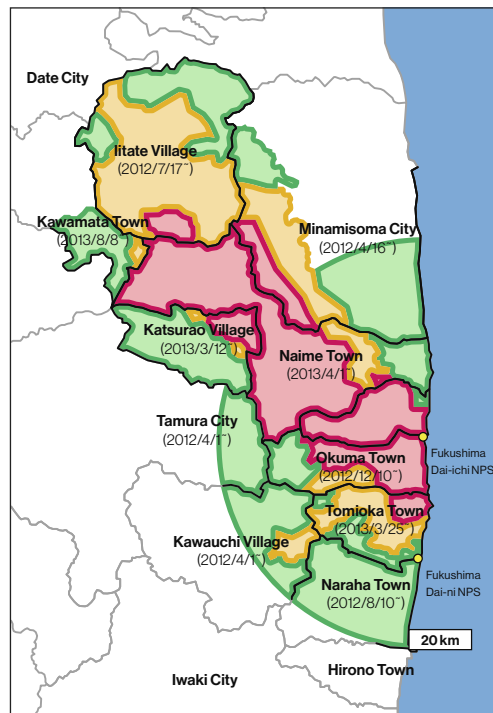 Date City
Iitate Village
(2012/7/17~)
Kawamata Town
(2013/8/8~)
Minamisoma City
(2012/4/16~)
Katsurao Village
(2013/3/12~)
Naime Town
(2013/4/1~)
Tamura City
(2012/4/1~)
Okuma Town
(2012/12/10~)
Fukushima
Dai-ichi NPS
Tomioka Town
(2013/3/25~)
Kawauchi Village
(2012/4/1~)
Naraha Town
(2012/8/10~)
Fukushima
Dai-ni NPS
20 km
Hirono Town
Iwaki City